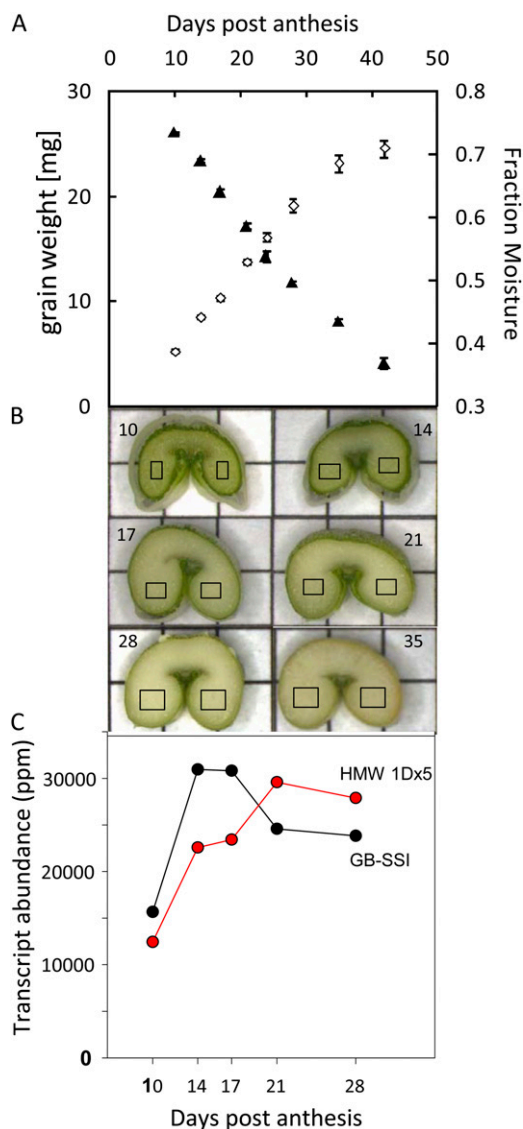 A
Days post anthesis
0 10 20 30 40 50
30
20
10
0
grain weight [mg]
0.8
0.7
0.6
0.5
0.4
0.3
Fraction Moisture
B
10
14
17
21
28
35
C
Transcript abundance (ppm)
30000
20000
10000
0
HMW 1Dx5
GB-SSI
10 14 17 21 28
Days post anthesis